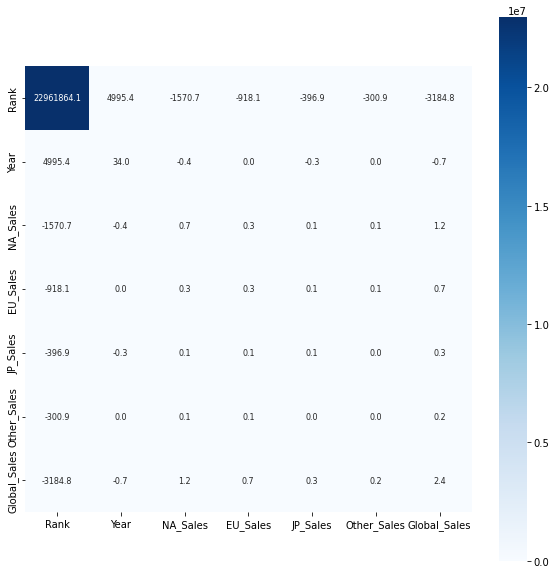 1e7
Rank 22961864.1 4995.4 -1570.7 -918.1 -396.9 -300.9 -3184.8
Year 4995.4 34.0 -0.4 0.0 -0.3 0.0 -0.7
NA_Sales -1570.7 -0.4 0.7 0.3 0.1 0.1 1.2
EU_Sales -918.1 0.0 0.3 0.3 0.1 0.1 0.7
JP_Sales -396.9 -0.3 0.1 0.1 0.1 0.0 0.3
Other_Sales -300.9 0.0 0.1 0.1 0.0 0.0 0.2
Global_Sales -3184.8 -0.7 1.2 0.7 0.3 0.2 2.4
Rank Year NA_Sales EU_Sales JP_Sales Other_Sales Global_Sales
2.0
1.5
1.0
0.5
0.0